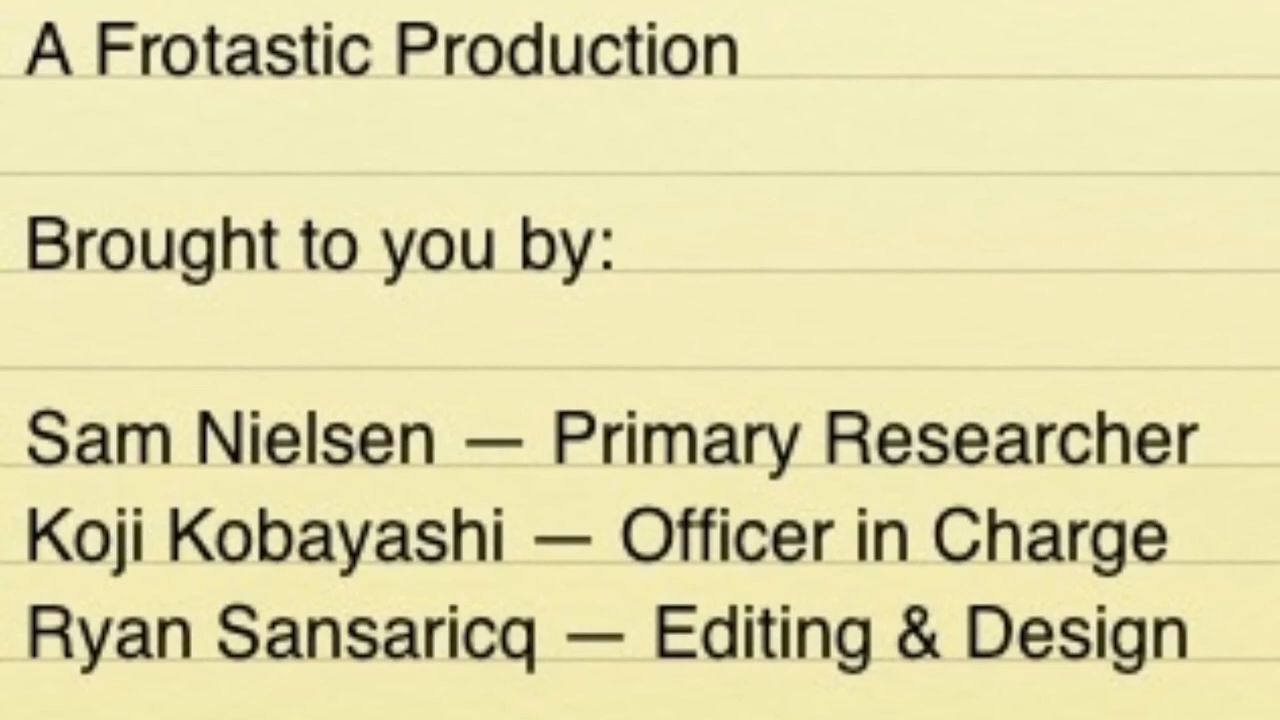 A Frotastic Production
Brought to you by:
Sam Nielsen — Primary Researcher
Koji Kobayashi — Officer in Charge
Ryan Sansaricq — Editing & Design